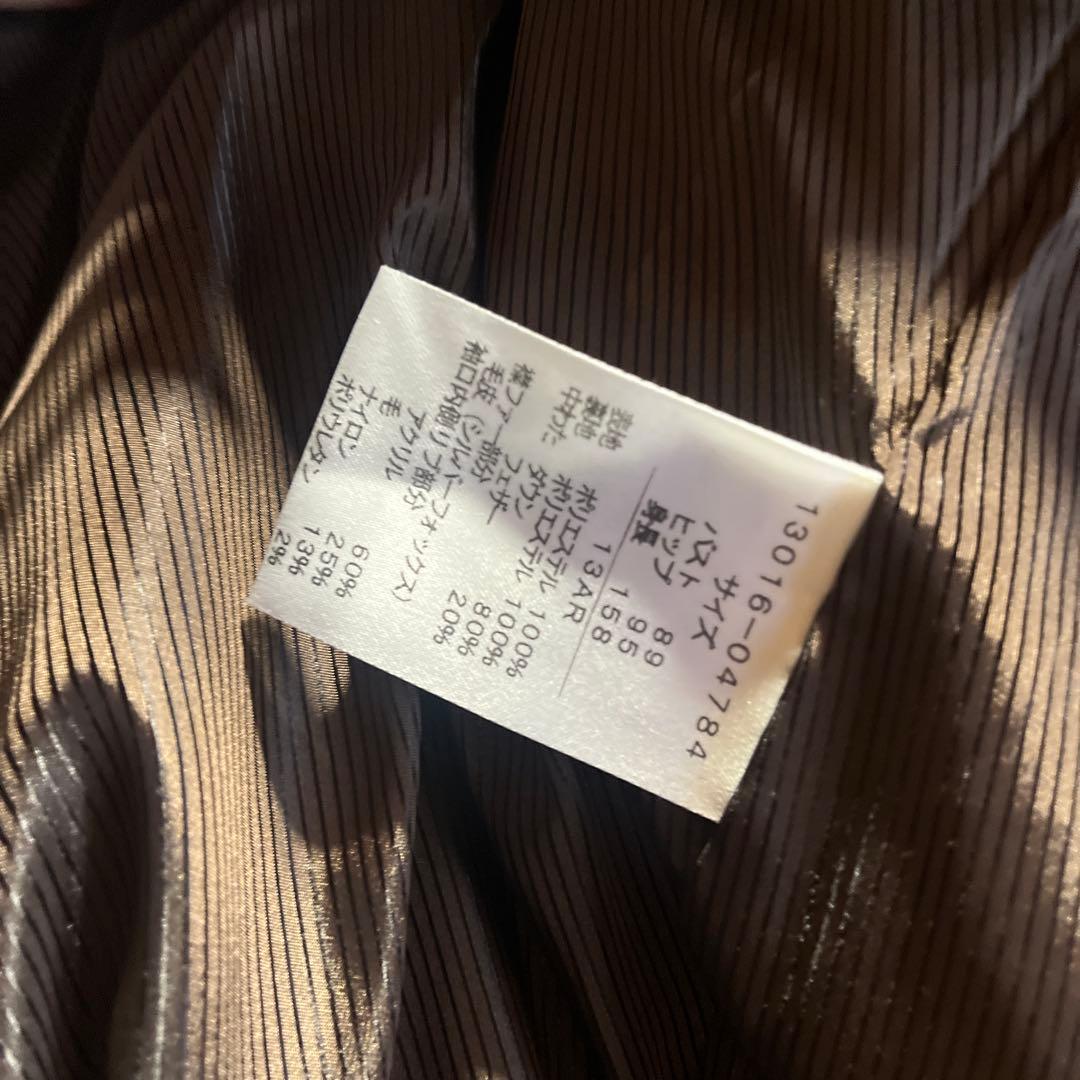 13016-04784
サイズ
バスト 89
ヒップ 95
身長 158
13AR
表地 ポリエステル 100%
裏地 ポリエステル 100%
中わた ダウン 80%
フェザー 20%
襟ファー部分
毛皮(シルバーフォックス)
袖口内側リブ部分
アクリル 60%
毛 25%
ナイロン 13%
ポリウレタン 2%